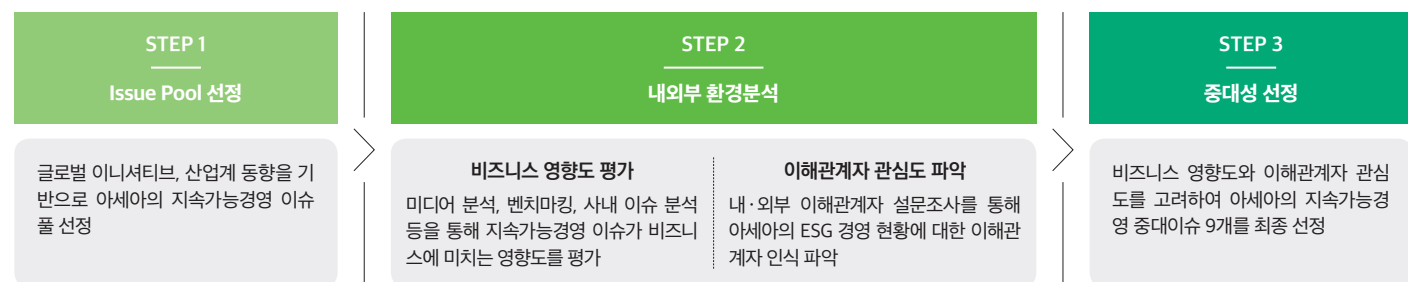 STEP 1
Issue Pool 선정
글로벌 이니셔티브, 산업계 동향을 기
반으로 아세아의 지속가능경영 이슈
풀 선정
STEP 2
내외부 환경분석
비즈니스 영향도 평가
미디어 분석, 벤치마킹, 사내 이슈 분석
등을 통해 지속가능경영 이슈가 비즈니
스에 미치는 영향도를 평가
이해관계자 관심도 파악
내·외부 이해관계자 설문조사를 통해
아세아의 ESG 경영 현황에 대한 이해관
계자 인식 파악
STEP 3
중대성 선정
비즈니스 영향도와 이해관계자 관심
도를 고려하여 아세아의 지속가능경
영 중대이슈 9개를 최종 선정